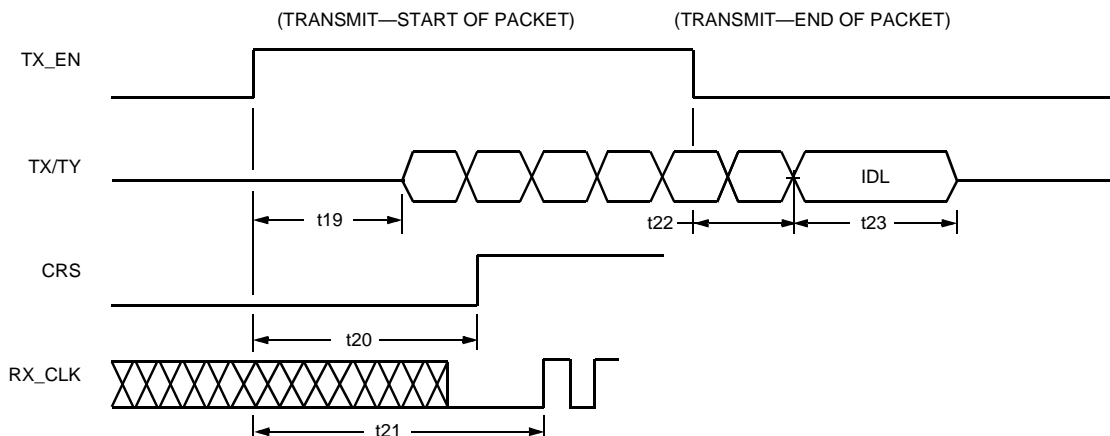 (TRANSMIT—START OF PACKET) (TRANSMIT—END OF PACKET)
TX_EN
TX/TY
IDL
t19
t22
t23
CRS
t20
RX_CLK
t21